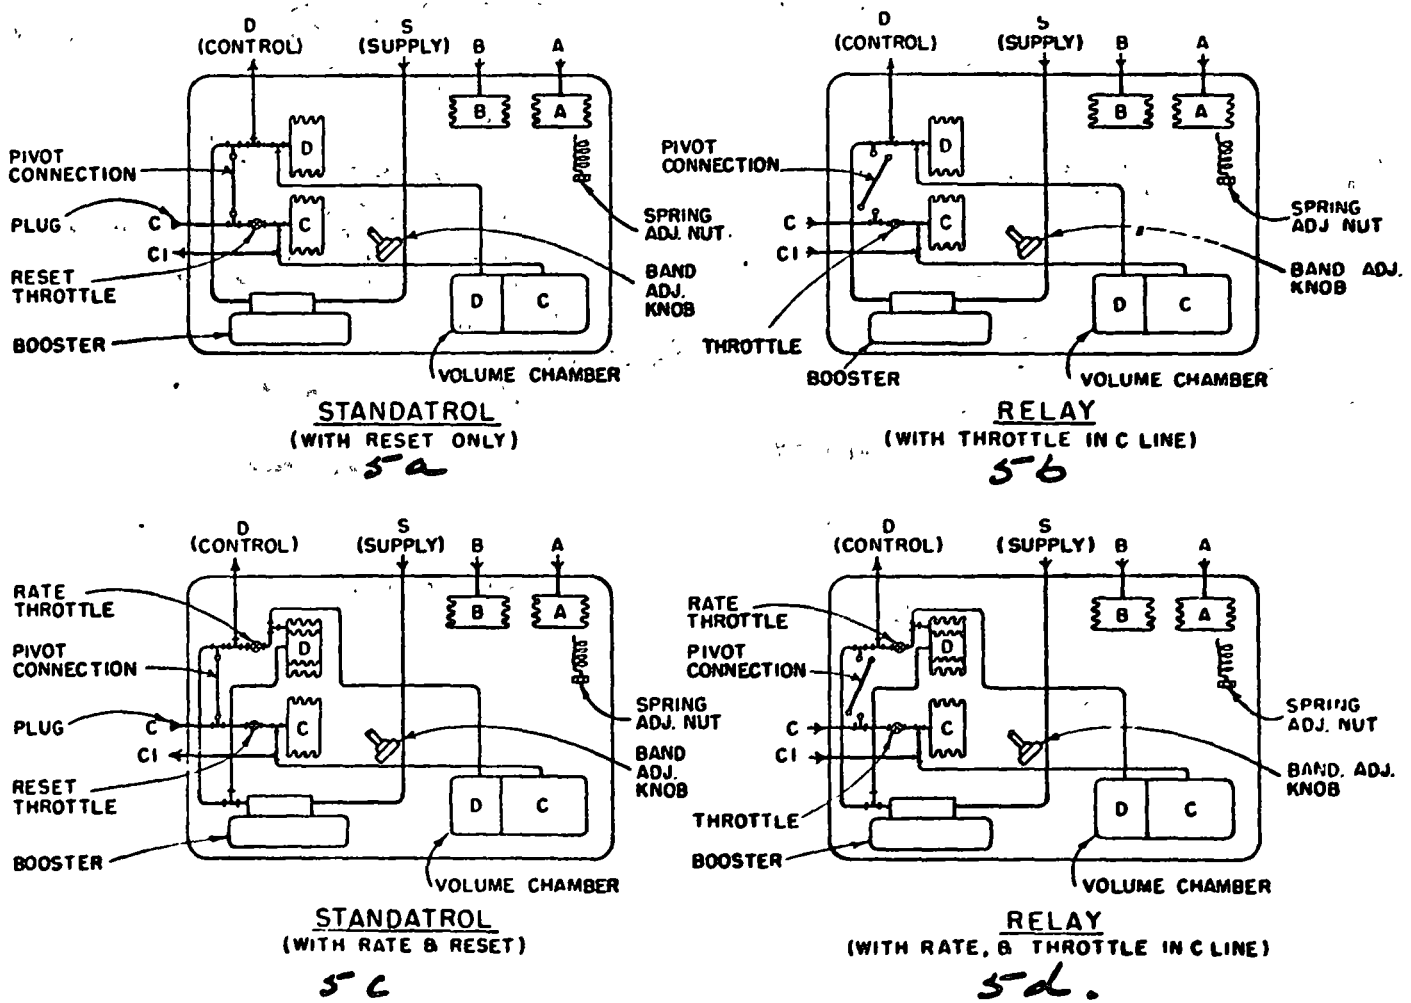 D
(CONTROL)
S
(SUPPLY)
B
A
B
A
D
PIVOT
CONNECTION
PLUG
C
C
C1
RESET
THROTTLE
BOOSTER
SPRING
ADJ. NUT
BAND
ADJ.
KNOB
D
C
VOLUME CHAMBER
STANDATROL
(WITH RESET ONLY)
5a
D
(CONTROL)
S
(SUPPLY)
B
A
B
A
D
PIVOT
CONNECTION
C
C
C1
THROTTLE
BOOSTER
SPRING
ADJ NUT
BAND ADJ.
KNOB
D
C
VOLUME CHAMBER
RELAY
(WITH THROTTLE IN C LINE)
5b
D
(CONTROL)
S
(SUPPLY)
B
A
B
A
RATE
THROTTLE
D
PIVOT
CONNECTION
PLUG
C
C
C1
RESET
THROTTLE
BOOSTER
SPRING
ADJ. NUT
BAND
ADJ.
KNOB
D
C
VOLUME CHAMBER
STANDATROL
(WITH RATE & RESET)
5c
D
(CONTROL)
S
(SUPPLY)
B
A
B
A
RATE
THROTTLE
D
PIVOT
CONNECTION
C
C
C1
THROTTLE
BOOSTER
SPRING
ADJ. NUT
BAND. ADJ.
KNOB
D
C
VOLUME CHAMBER
RELAY
(WITH RATE, & THROTTLE IN C LINE)
5d.